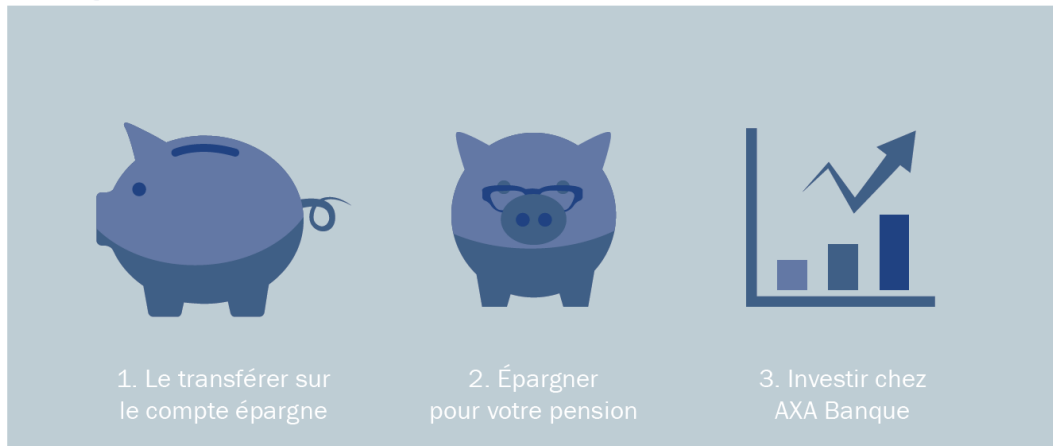 1. Le transférer sur
le compte épargne
2. Épargner
pour votre pension
3. Investir chez
AXA Banque